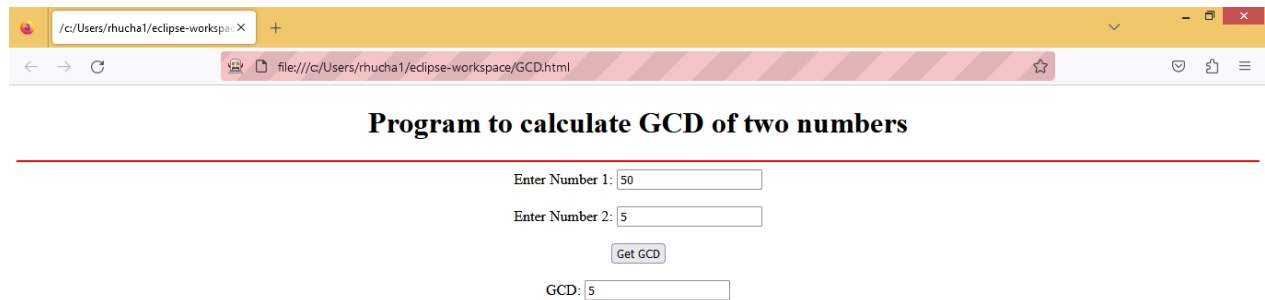 /c:/Users/rhucha1/eclipse-workspac
file:///c:/Users/rhucha1/eclipse-workspace/GCD.html
Program to calculate GCD of two numbers
Enter Number 1: 50
Enter Number 2: 5
Get GCD
GCD: 5